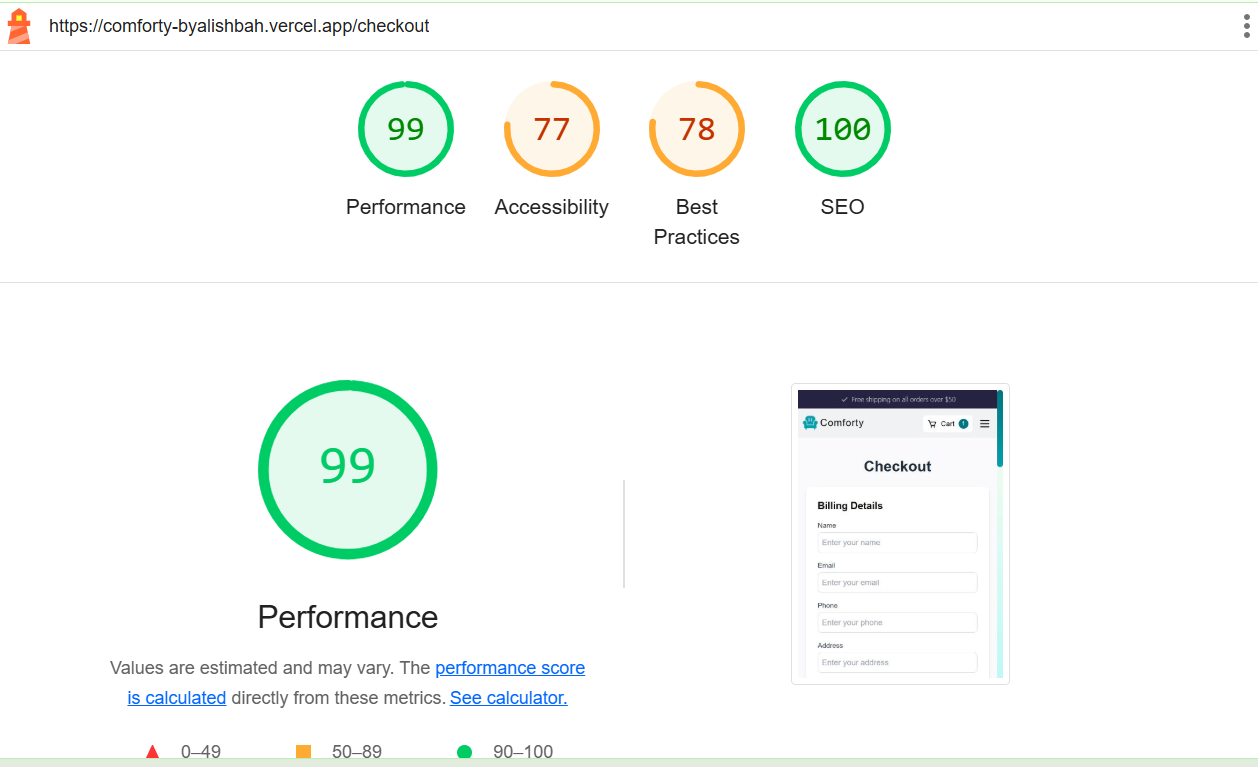 https://comforty-byalishbah.vercel.app/checkout
99
77
78
100
Performance
Accessibility
Best
Practices
SEO
99
Performance
Values are estimated and may vary. The performance score
is calculated directly from these metrics. See calculator.
0–49
50–89
90–100
Free shipping on all orders over $50
Comforty
Cart 1
Checkout
Billing Details
Name
Enter your name
Email
Enter your email
Phone
Enter your phone
Address
Enter your address